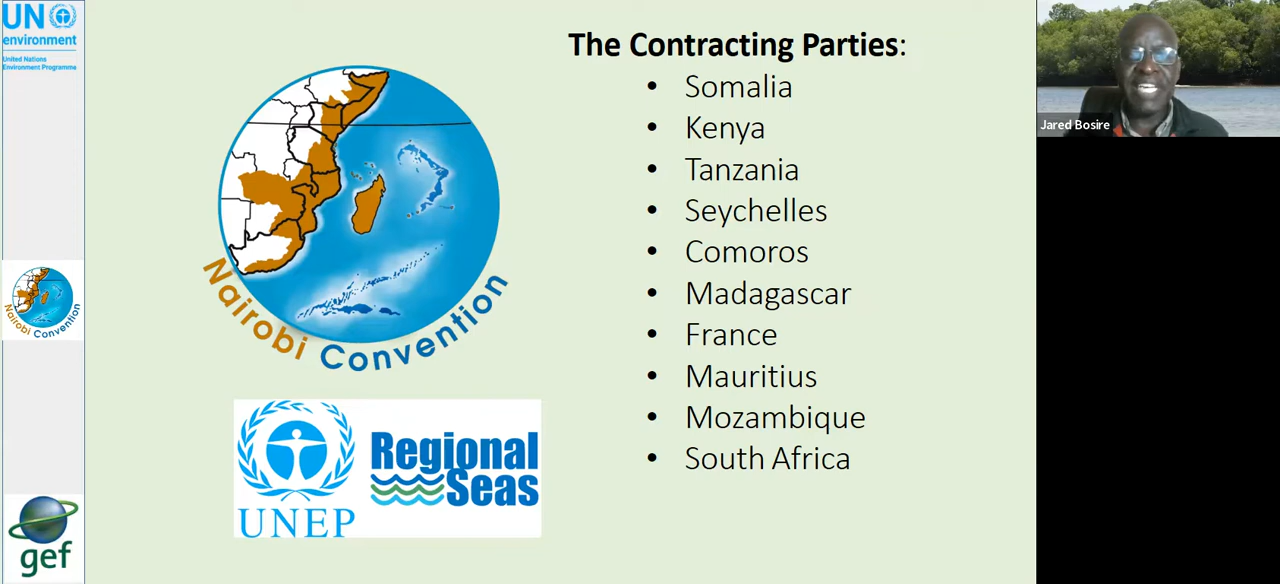 UN
environment
United Nations
Environment Programme
Nairobi Convention
gef
Nairobi Convention
UNEP
Regional
Seas
The Contracting Parties:
• Somalia
• Kenya
• Tanzania
• Seychelles
• Comoros
• Madagascar
• France
• Mauritius
• Mozambique
• South Africa
Jared Bosire